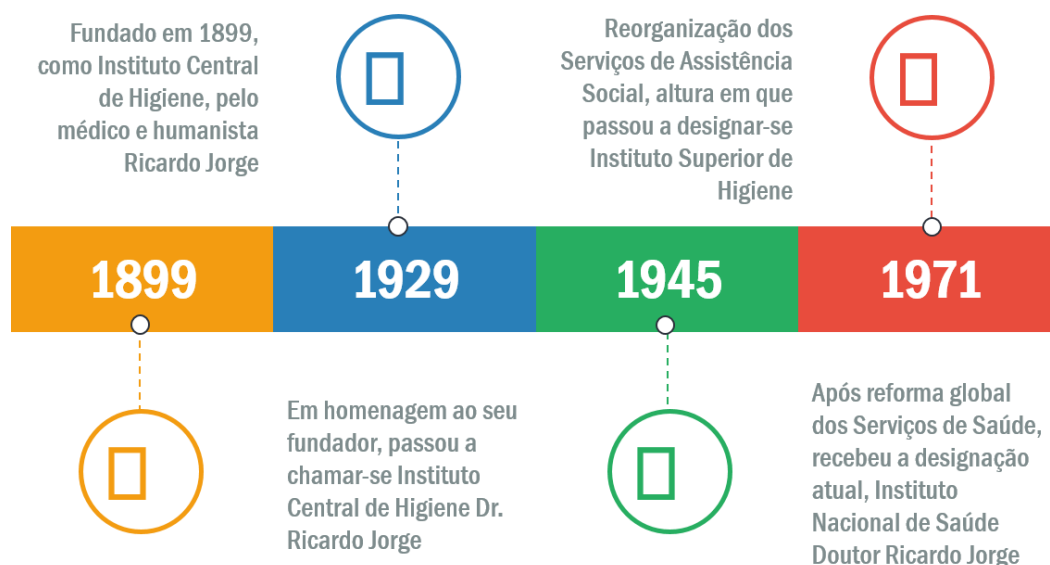 Fundado em 1899,
como Instituto Central
de Higiene, pelo
médico e humanista
Ricardo Jorge
Reorganização dos
Serviços de Assistência
Social, altura em que
passou a designar-se
Instituto Superior de
Higiene
1899
1929
1945
1971
Em homenagem ao seu
fundador, passou a
chamar-se Instituto
Central de Higiene Dr.
Ricardo Jorge
Após reforma global
dos Serviços de Saúde,
recebeu a designação
atual, Instituto
Nacional de Saúde
Doutor Ricardo Jorge